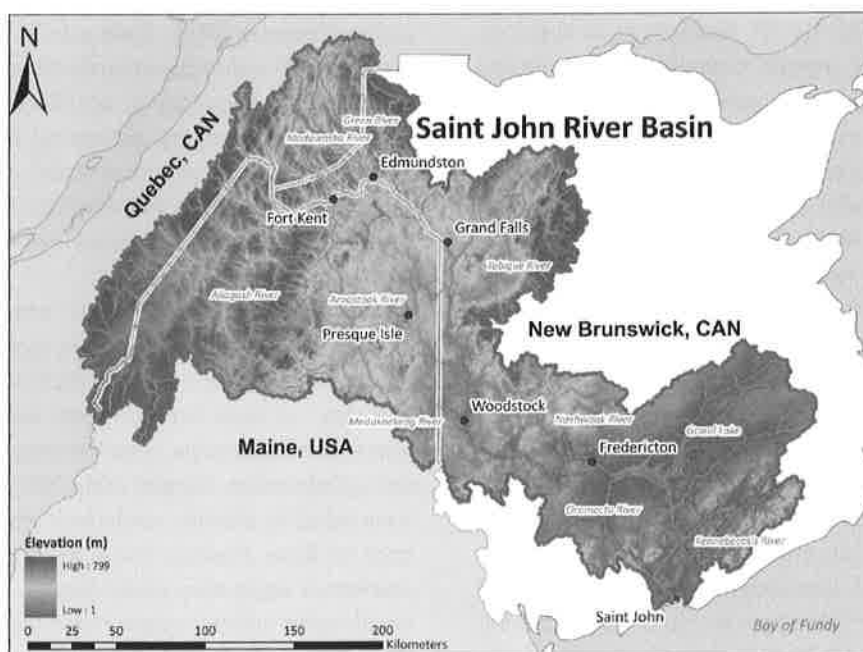 N
Quebec, CAN
Green River
Madawaska River
Saint John River Basin
Edmundston
Fort Kent
Grand Falls
Tobique River
Allagash River
Aroostook River
Presque Isle
New Brunswick, CAN
Woodstock
Meduxnekeag River
Nashwaak River
Maine, USA
Grand Lake
Fredericton
Oromocto River
Kennebecasis River
Elevation (m)
High : 799
Low : 1
Saint John
Bay of Fundy
0 25 50 100 150 200
Kilometers